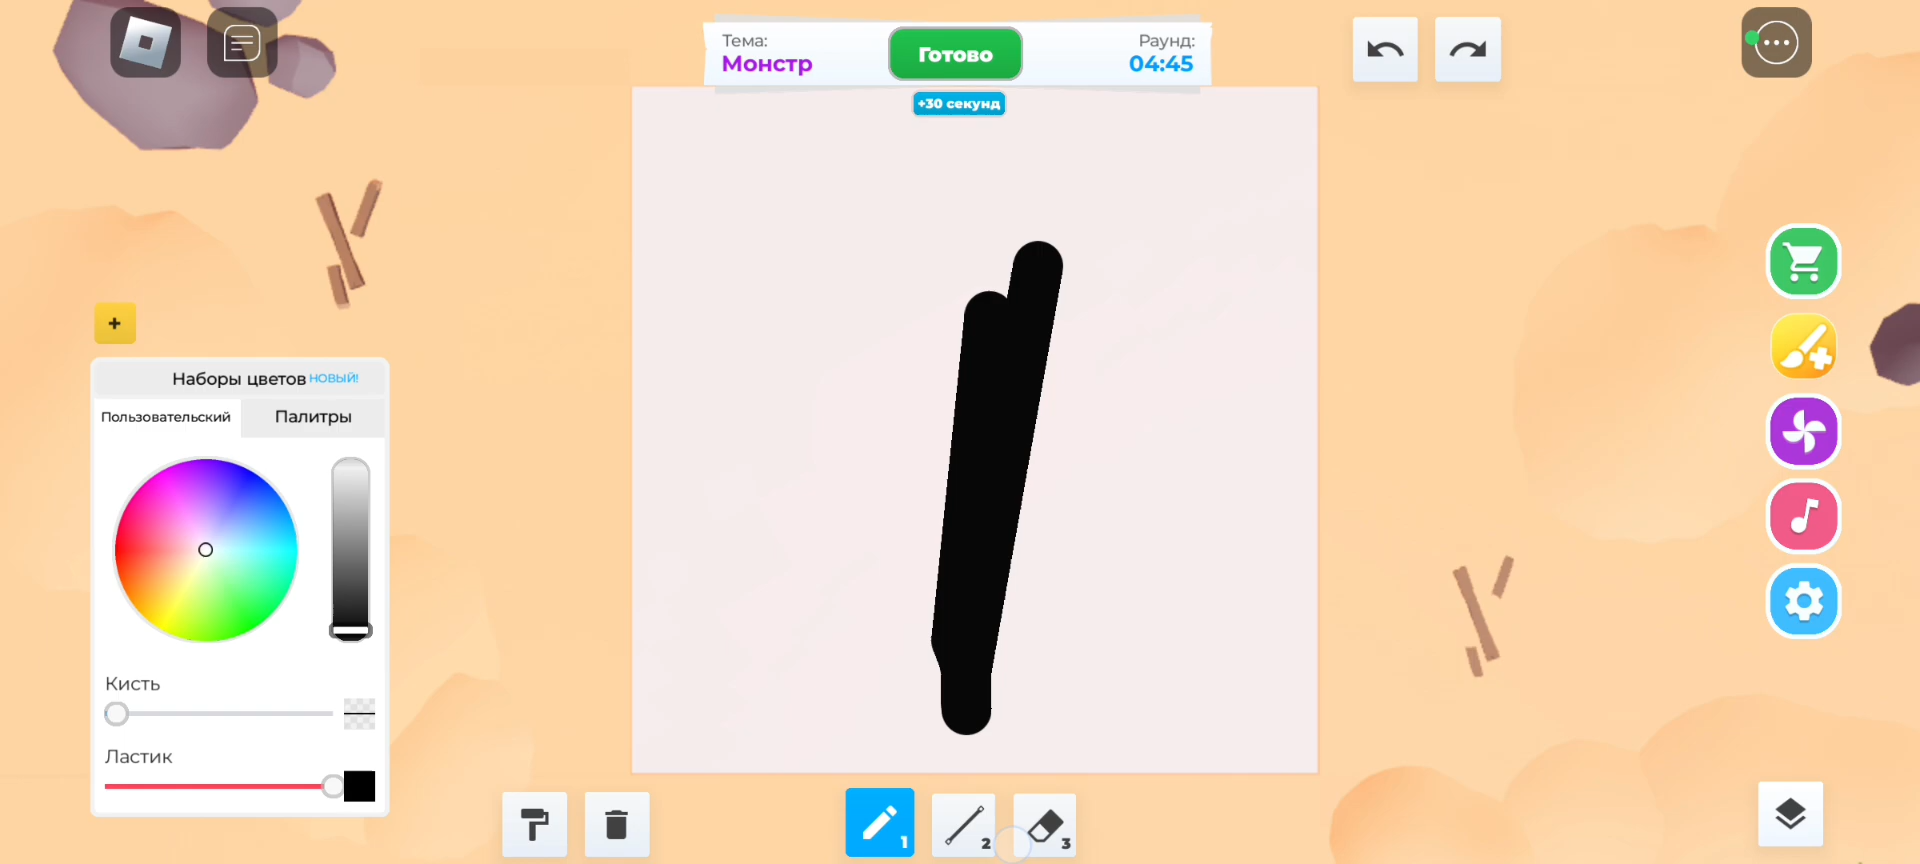 Тема:
Монстр
Готово
Раунд:
04:45
+30 секунд
+
Наборы цветов НОВЫЙ!
Пользовательский
Палитры
Кисть
Ластик
1
2
3